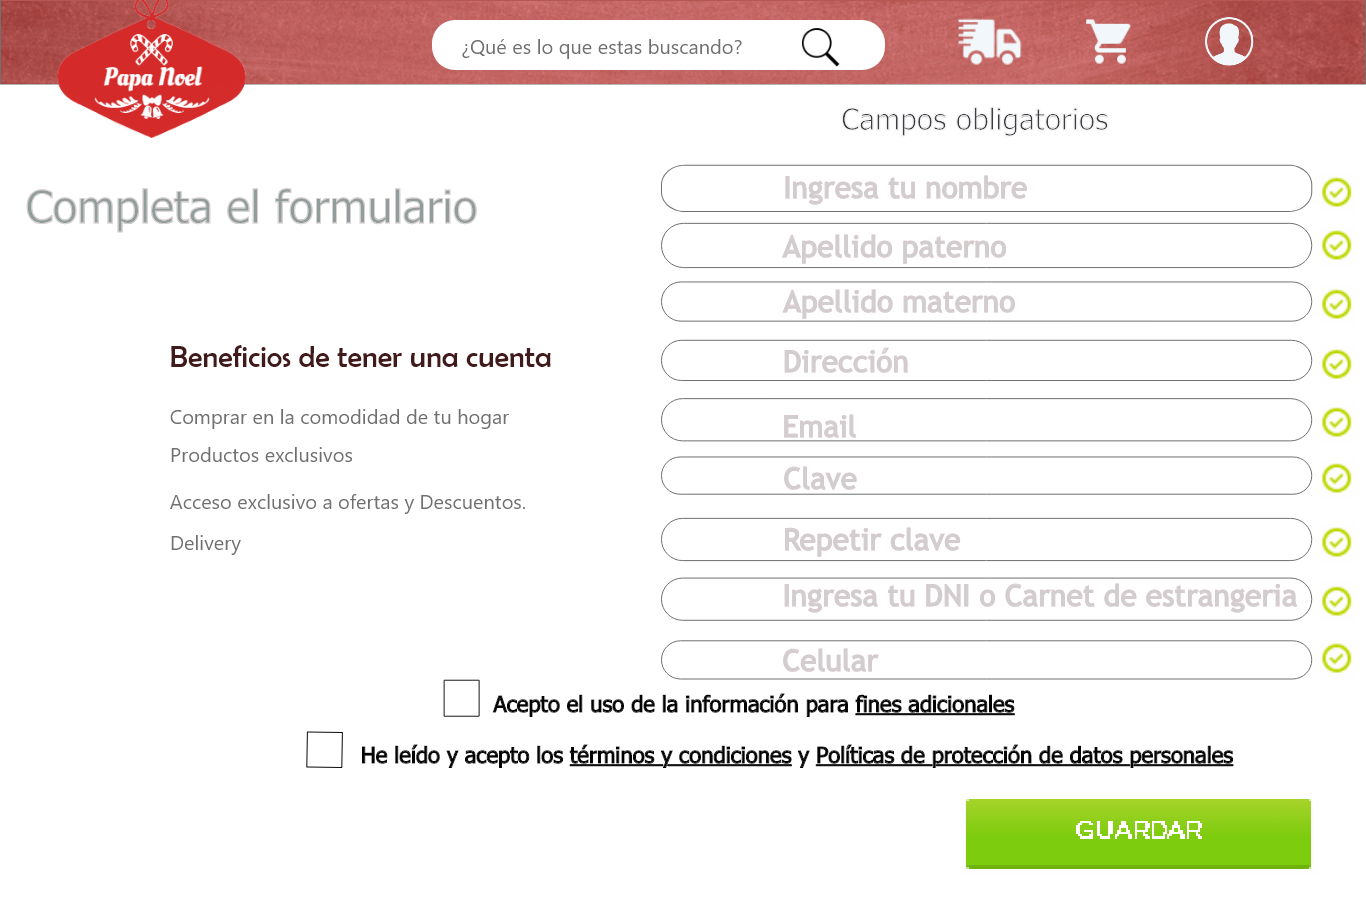 ¿Qué es lo que estas buscando?
Papa Noel
Campos obligatorios
Completa el formulario
Ingresa tu nombre
Apellido paterno
Apellido materno
Dirección
Email
Clave
Repetir clave
Ingresa tu DNI o Carnet de estrangeria
Celular
Beneficios de tener una cuenta
Comprar en la comodidad de tu hogar
Productos exclusivos
Acceso exclusivo a ofertas y Descuentos.
Delivery
Acepto el uso de la información para fines adicionales
He leído y acepto los términos y condiciones y Políticas de protección de datos personales
GUARDAR